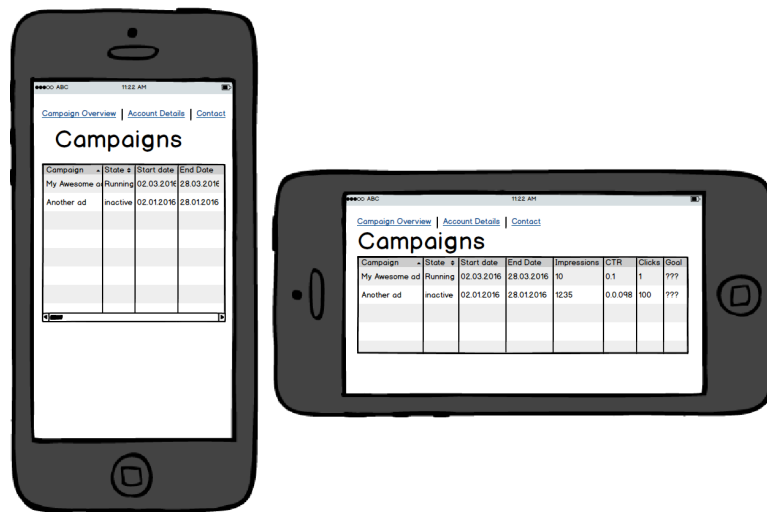 ABC 11:22 AM
Campaign Overview | Account Details | Contact
Campaigns
Campaign State Start date End Date
My Awesome ad Running 02.03.2016 28.03.2016
Another ad inactive 02.01.2016 28.01.2016
ABC 11:22 AM
Campaign Overview | Account Details | Contact
Campaigns
Campaign State Start date End Date Impressions CTR Clicks Goal
My Awesome ad Running 02.03.2016 28.03.2016 10 0.1 1 ???
Another ad inactive 02.01.2016 28.01.2016 1235 0.0.098 100 ???